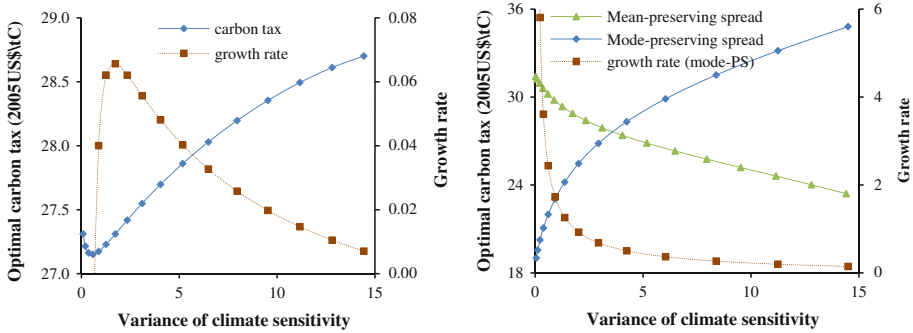 Optimal carbon tax (2005US$\tC)
29.0
28.5
28.0
27.5
27.0
carbon tax
growth rate
0.08
0.06
0.04
0.02
0.00
Growth rate
0
5
10
15
Variance of climate sensitivity
Optimal carbon tax (2005US$\tC)
36
30
24
18
Mean-preserving spread
Mode-preserving spread
growth rate (mode-PS)
6
4
2
0
Growth rate
0
5
10
15
Variance of climate sensitivity